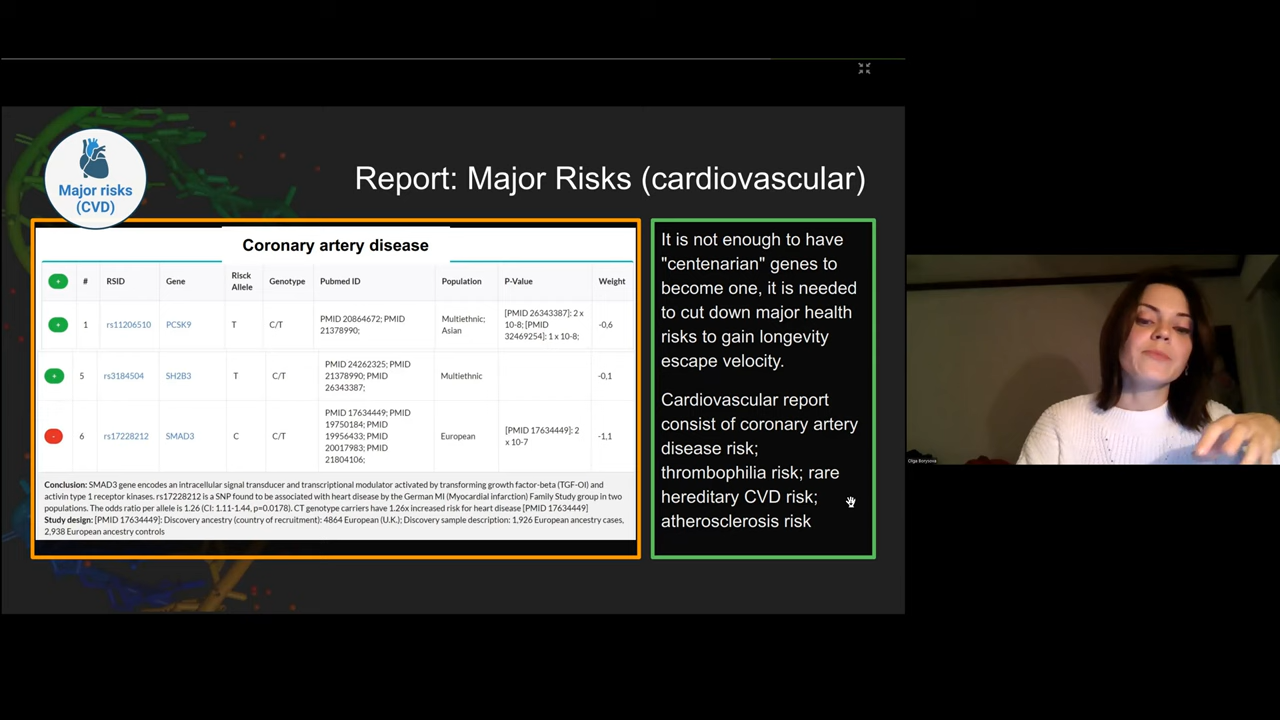 Major risks
(CVD)
Report: Major Risks (cardiovascular)
Coronary artery disease
+ # RSID Gene Risck Allele Genotype Pubmed ID Population P-Value Weight
+ 1 rs11206510 PCSK9 T C/T PMID 20864672; PMID 21378990; Multiethnic; Asian [PMID 26343387]: 2 x 10-8; [PMID 32469254]: 1 x 10-8; -0,6
+ 5 rs3184504 SH2B3 T C/T PMID 24262325; PMID 21378990; PMID 26343387; Multiethnic -0,1
- 6 rs17228212 SMAD3 C C/T PMID 17634449; PMID 19750184; PMID 19956433; PMID 20017983; PMID 21804106; European [PMID 17634449]: 2 x 10-7 -1,1
Conclusion: SMAD3 gene encodes an intracellular signal transducer and transcriptional modulator activated by transforming growth factor-beta (TGF-OI) and
activin type 1 receptor kinases. rs17228212 is a SNP found to be associated with heart disease by the German MI (Myocardial infarction) Family Study group in two
populations. The odds ratio per allele is 1.26 (CI: 1.11-1.44, p=0.0178). CT genotype carriers have 1.26x increased risk for heart disease [PMID 17634449]
Study design: [PMID 17634449]: Discovery ancestry (country of recruitment): 4864 European (U.K.); Discovery sample description: 1,926 European ancestry cases,
2,938 European ancestry controls
It is not enough to have
"centenarian" genes to
become one, it is needed
to cut down major health
risks to gain longevity
escape velocity.
Cardiovascular report
consist of coronary artery
disease risk;
thrombophilia risk; rare
hereditary CVD risk;
atherosclerosis risk
Olga Borysova